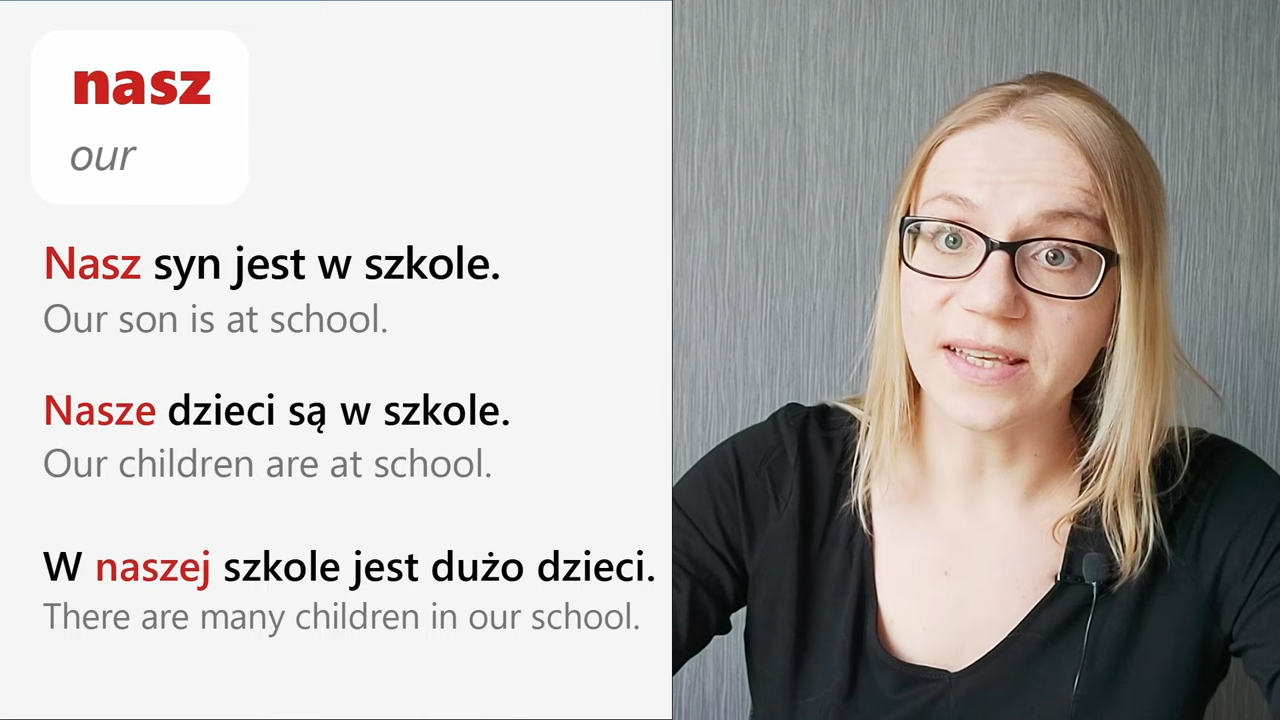 nasz
our
Nasz syn jest w szkole.
Our son is at school.
Nasze dzieci są w szkole.
Our children are at school.
W naszej szkole jest dużo dzieci.
There are many children in our school.